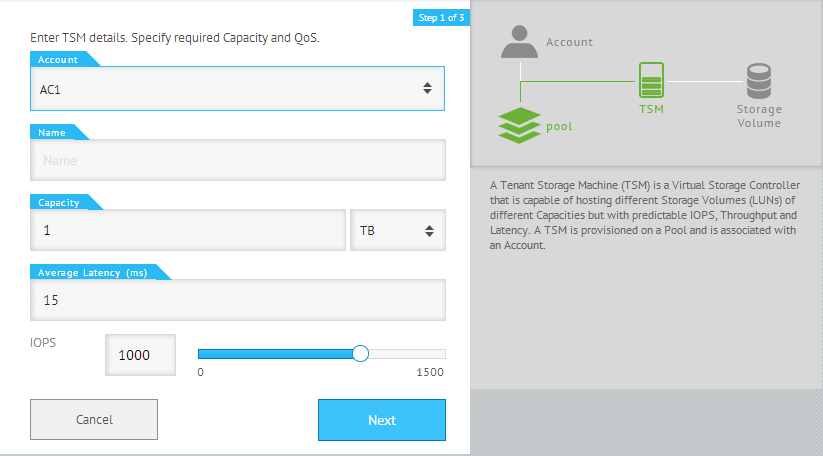 Step 1 of 3
Enter TSM details. Specify required Capacity and QoS.
Account
AC1
Name
Name
Capacity
1
TB
Average Latency (ms)
15
IOPS
1000
0
1500
Cancel
Next
Account
TSM
Storage
Volume
pool
A Tenant Storage Machine (TSM) is a Virtual Storage Controller
that is capable of hosting different Storage Volumes (LUNs) of
different Capacities but with predictable IOPS, Throughput and
Latency. A TSM is provisioned on a Pool and is associated with
an Account.